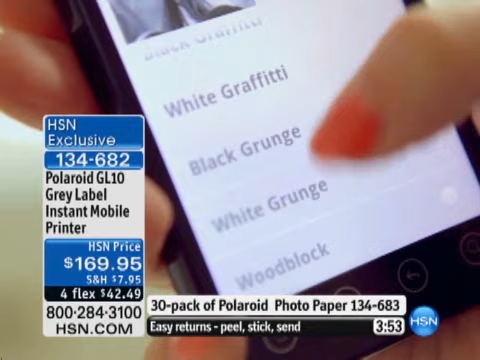 Black Graffitti
White Graffitti
Black Grunge
White Grunge
Woodblock
HSN
Exclusive
134-682
Polaroid GL10
Grey Label
Instant Mobile
Printer
HSN Price
$169.95
S&H $7.95
4 flex $42.49
800•284•3100
HSN.COM
30-pack of Polaroid Photo Paper 134-683
Easy returns - peel, stick, send
3:53
HSN